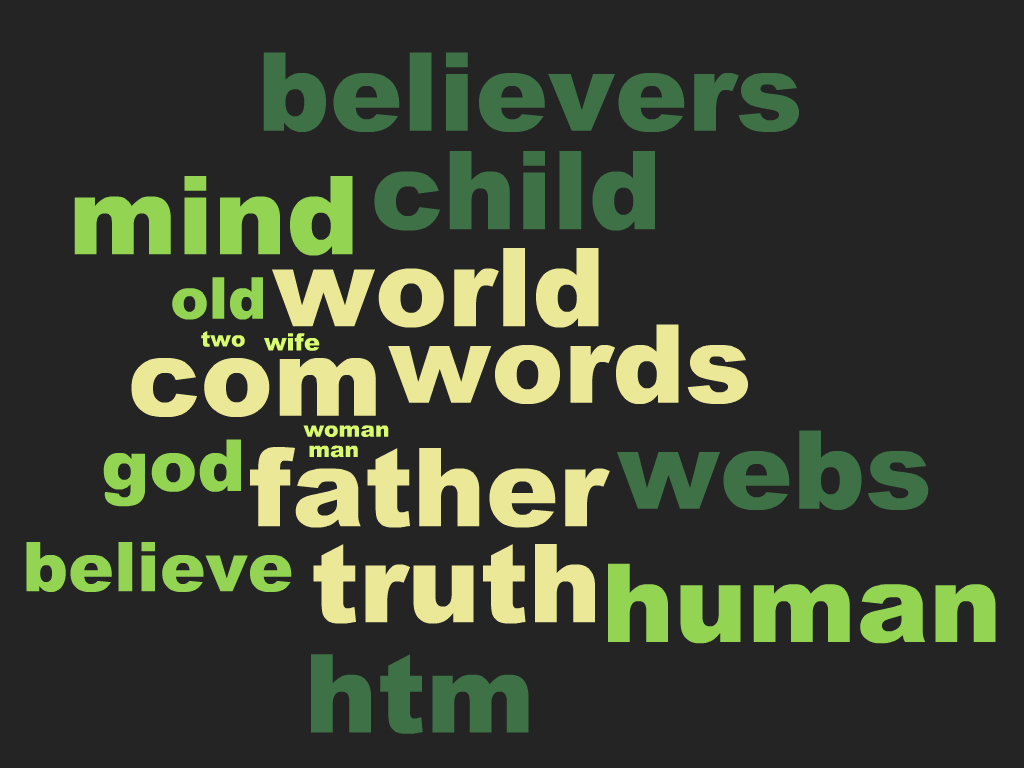 believers
child
mind
world
old
words
two wife
com
woman
man
god
father
webs
believe
truth
human
htm